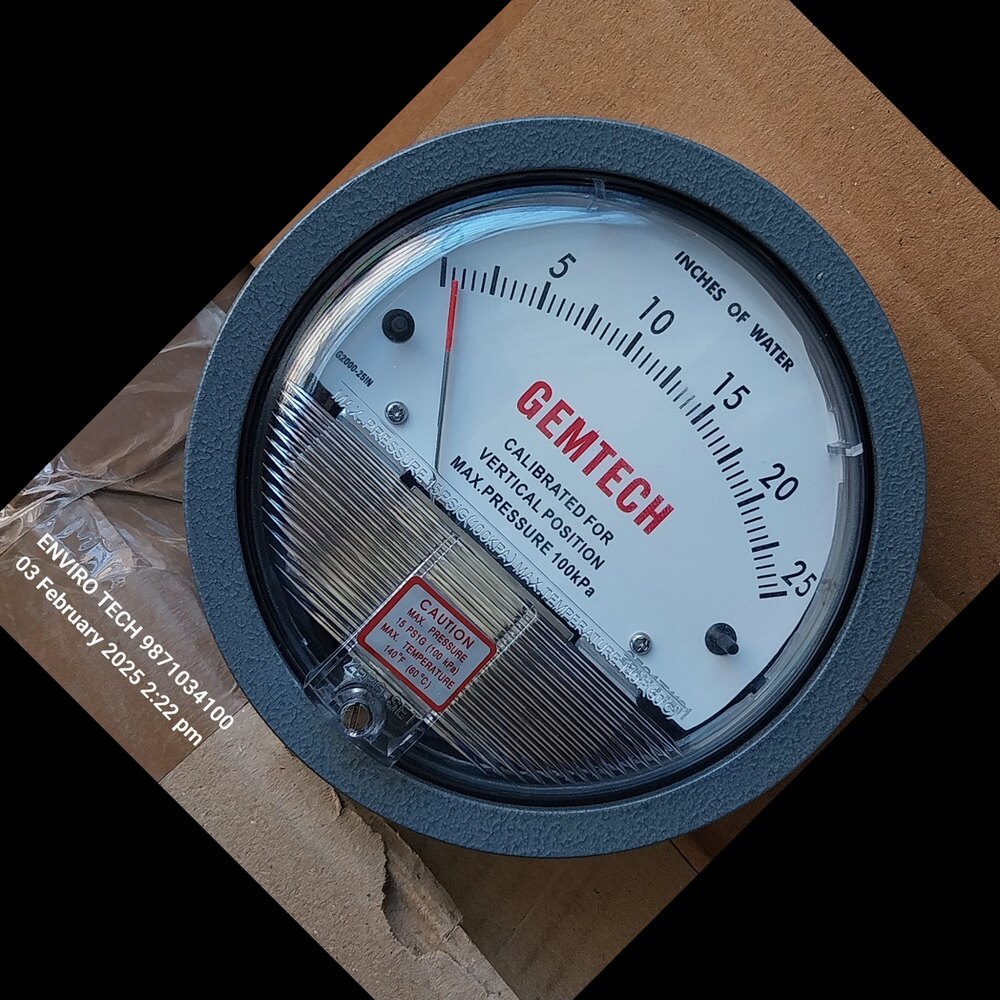 INCHES OF WATER
5
10
15
20
25
G2000-25IN
GEMTECH
CALIBRATED FOR
VERTICAL POSITION
MAX.PRESSURE 100kPa
CAUTION
MAX. PRESSURE
15 PSIG (100 kPa)
MAX. TEMPERATURE
140°F (60°C)
ENVIRO TECH 9871034100
03 February 2025 2:22 pm